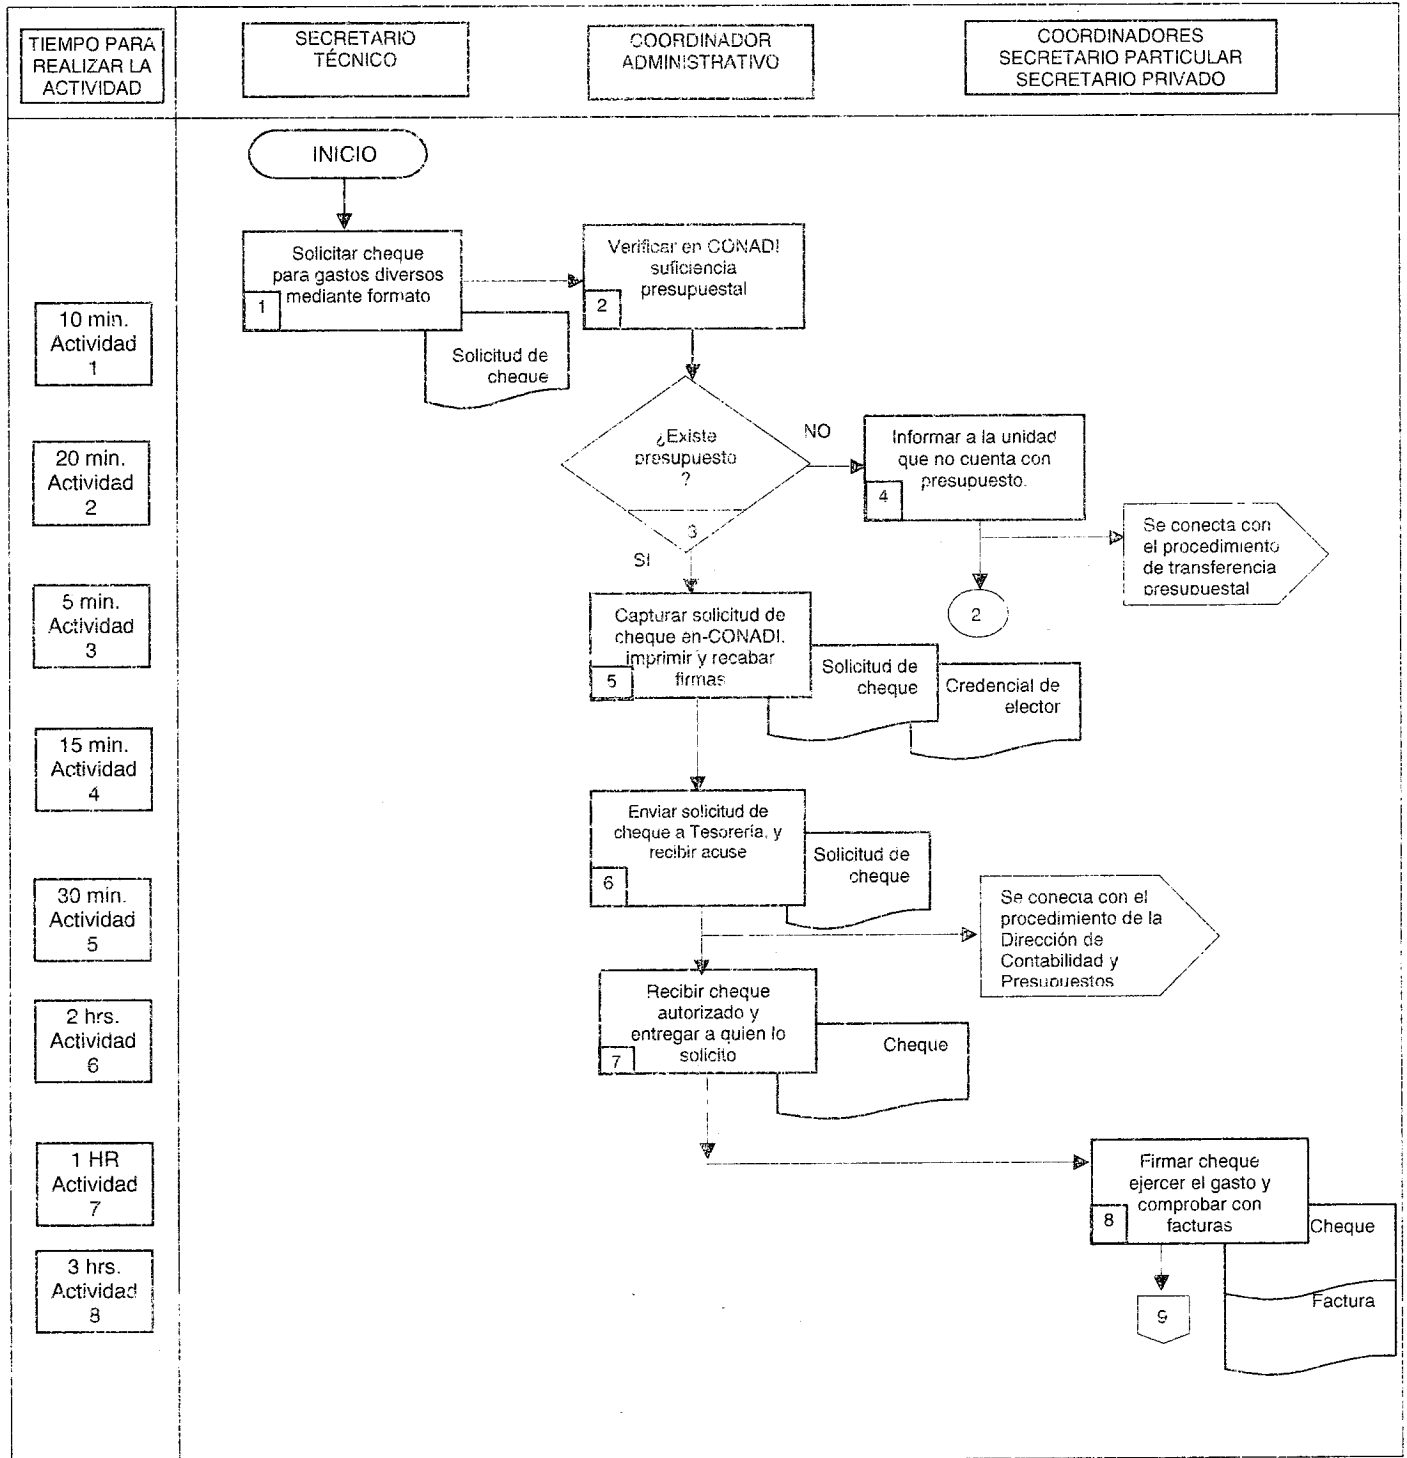 TIEMPO PARA
REALIZAR LA
ACTIVIDAD
SECRETARIO
TÉCNICO
COORDINADOR
ADMINISTRATIVO
COORDINADORES
SECRETARIO PARTICULAR
SECRETARIO PRIVADO
INICIO
Solicitar cheque
para gastos diversos
mediante formato
1
Solicitud de
cheque
Verificar en CONADI
suficiencia
presupuestal
2
10 min.
Actividad
1
¿Existe
presupuesto
?
3
NO
SI
Informar a la unidad
que no cuenta con
presupuesto.
4
20 min.
Actividad
2
Se conecta con
el procedimiento
de transferencia
presupuestal
2
5 min.
Actividad
3
Capturar solicitud de
cheque en-CONADI.
imprimir y recabar
firmas
5
Solicitud de
cheque
Credencial de
elector
15 min.
Actividad
4
Enviar solicitud de
cheque a Tesorería, y
recibir acuse
6
Solicitud de
cheque
30 min.
Actividad
5
Se conecta con el
procedimiento de la
Dirección de
Contabilidad y
Presupuestos
2 hrs.
Actividad
6
Recibir cheque
autorizado y
entregar a quien lo
solicito
7
Cheque
1 HR
Actividad
7
Firmar cheque
ejercer el gasto y
comprobar con
facturas
8
Cheque
Factura
3 hrs.
Actividad
8
9